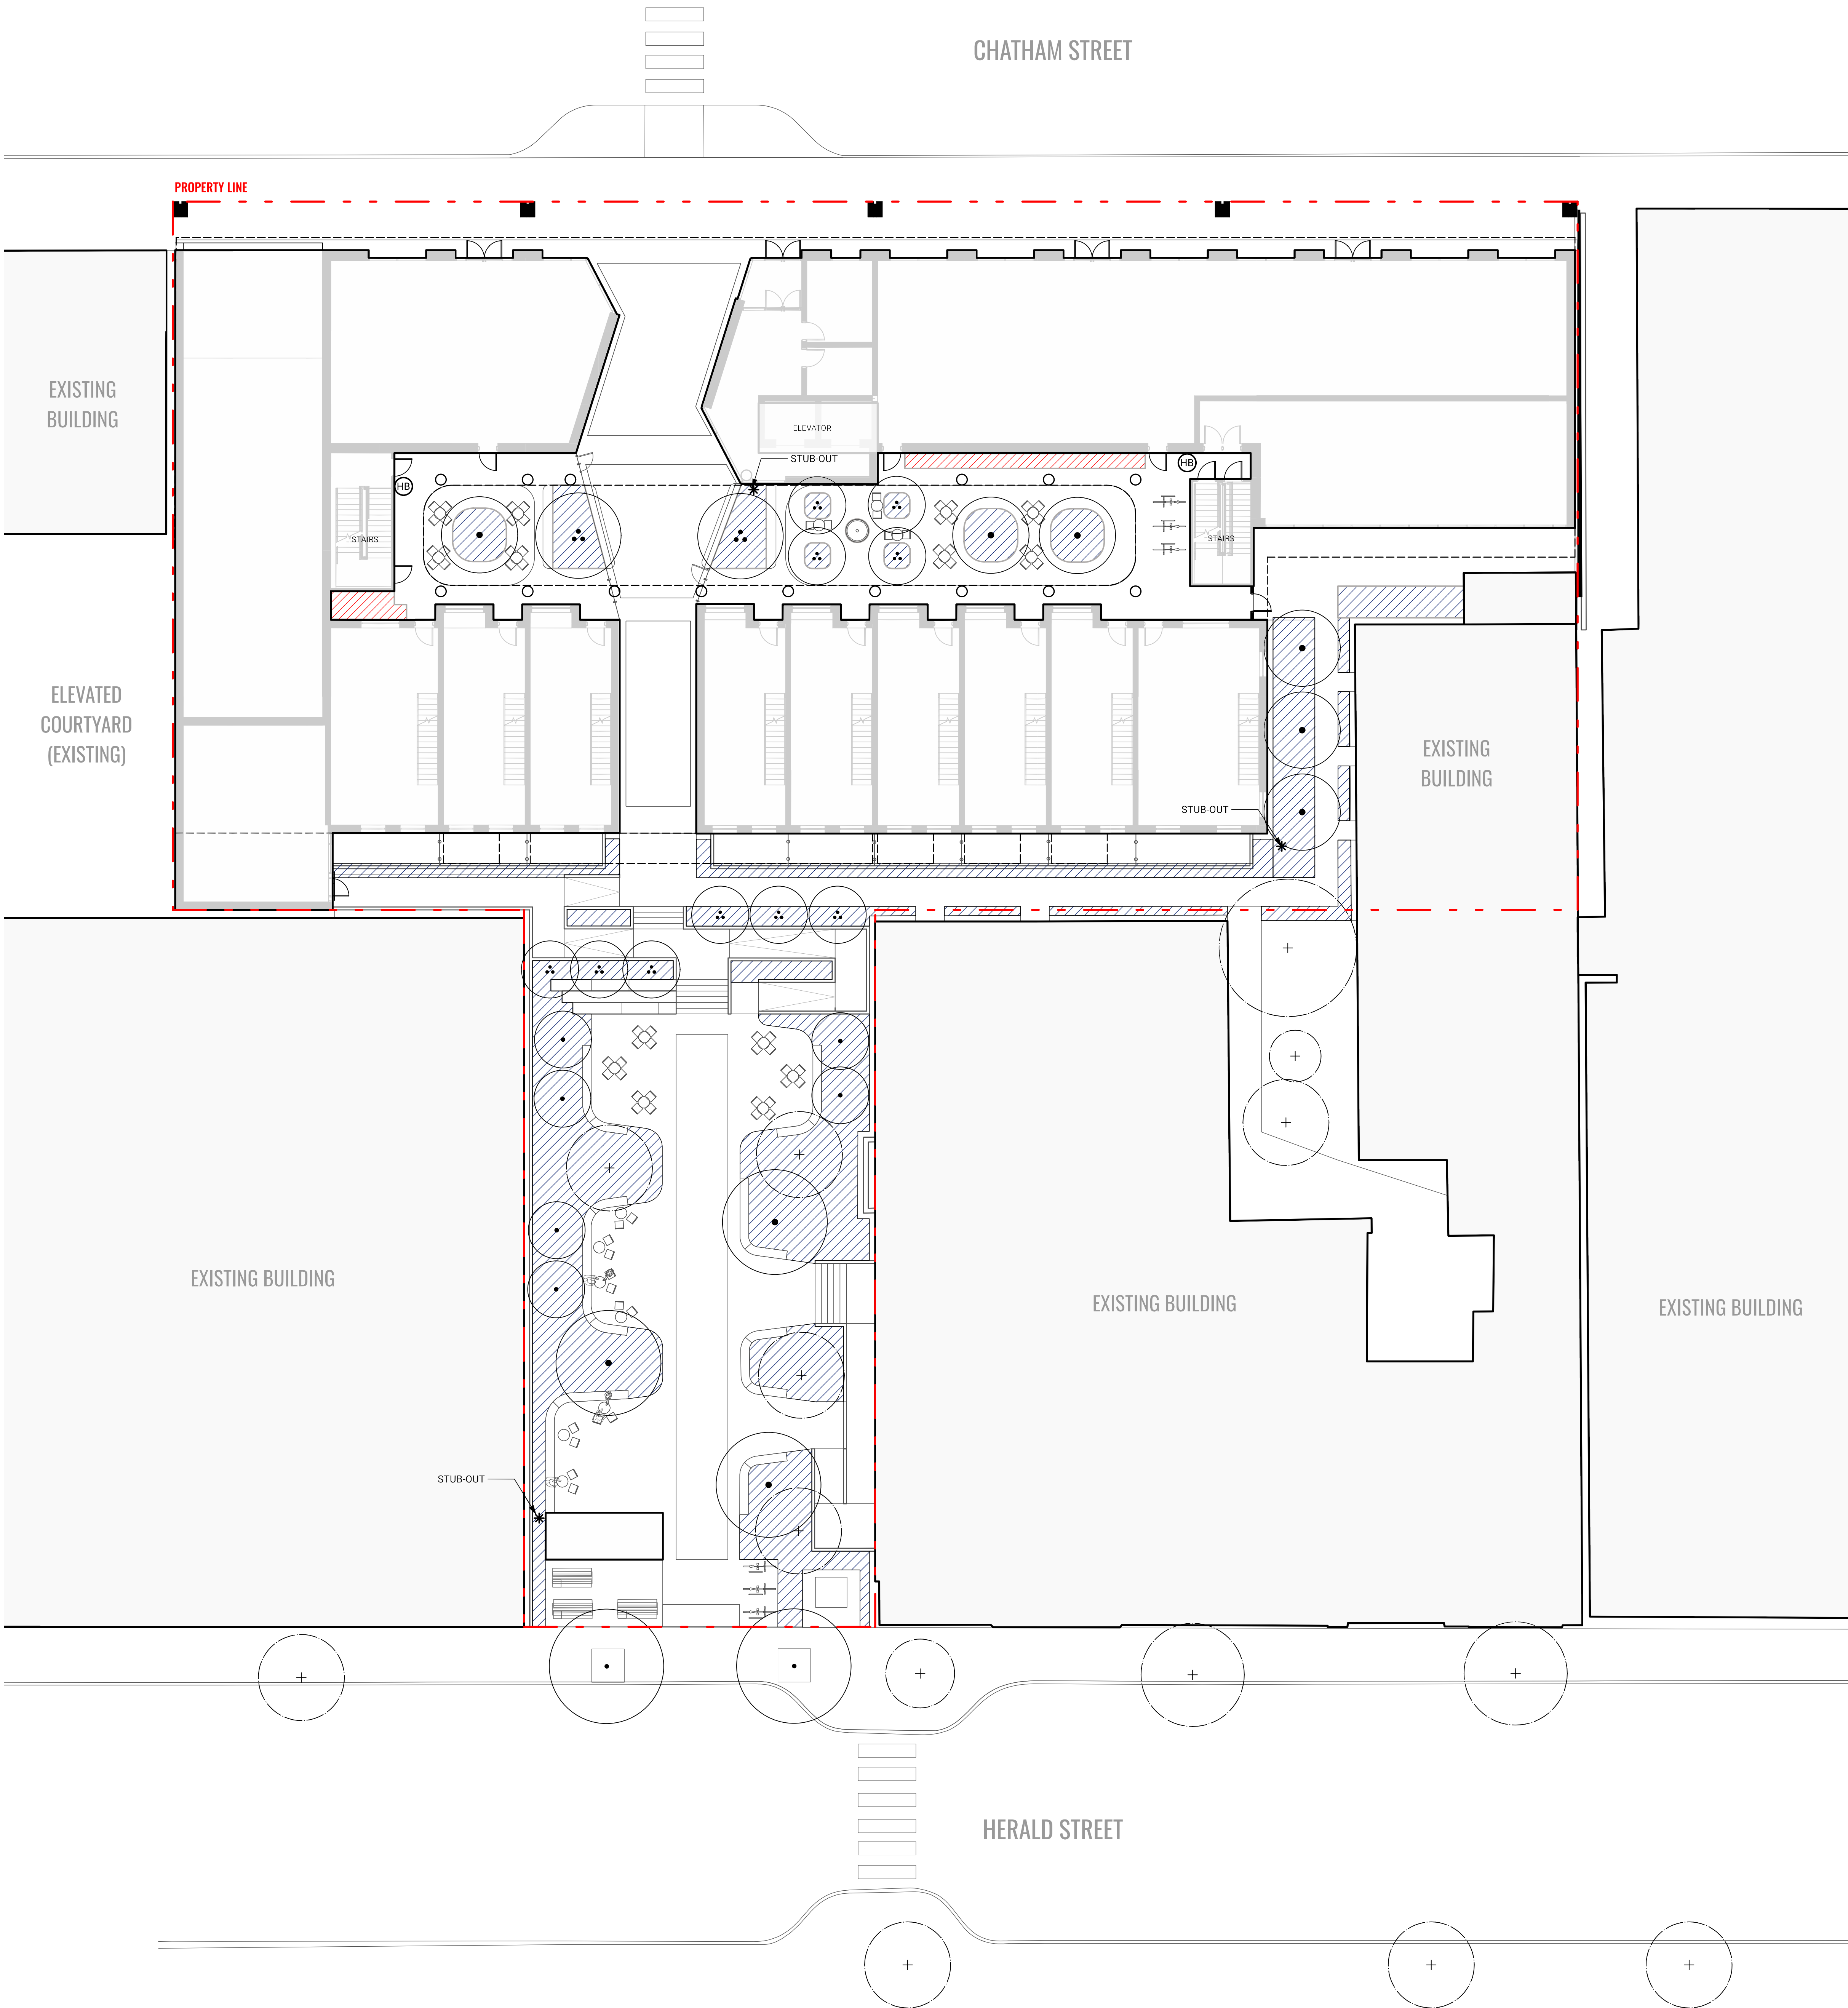 CHATHAM STREET
PROPERTY LINE
EXISTING
BUILDING
ELEVATOR
STUB-OUT
HB
HB
STAIRS
STAIRS
ELEVATED
COURTYARD
(EXISTING)
EXISTING
BUILDING
STUB-OUT
EXISTING BUILDING
EXISTING BUILDING
EXISTING BUILDING
STUB-OUT
HERALD STREET